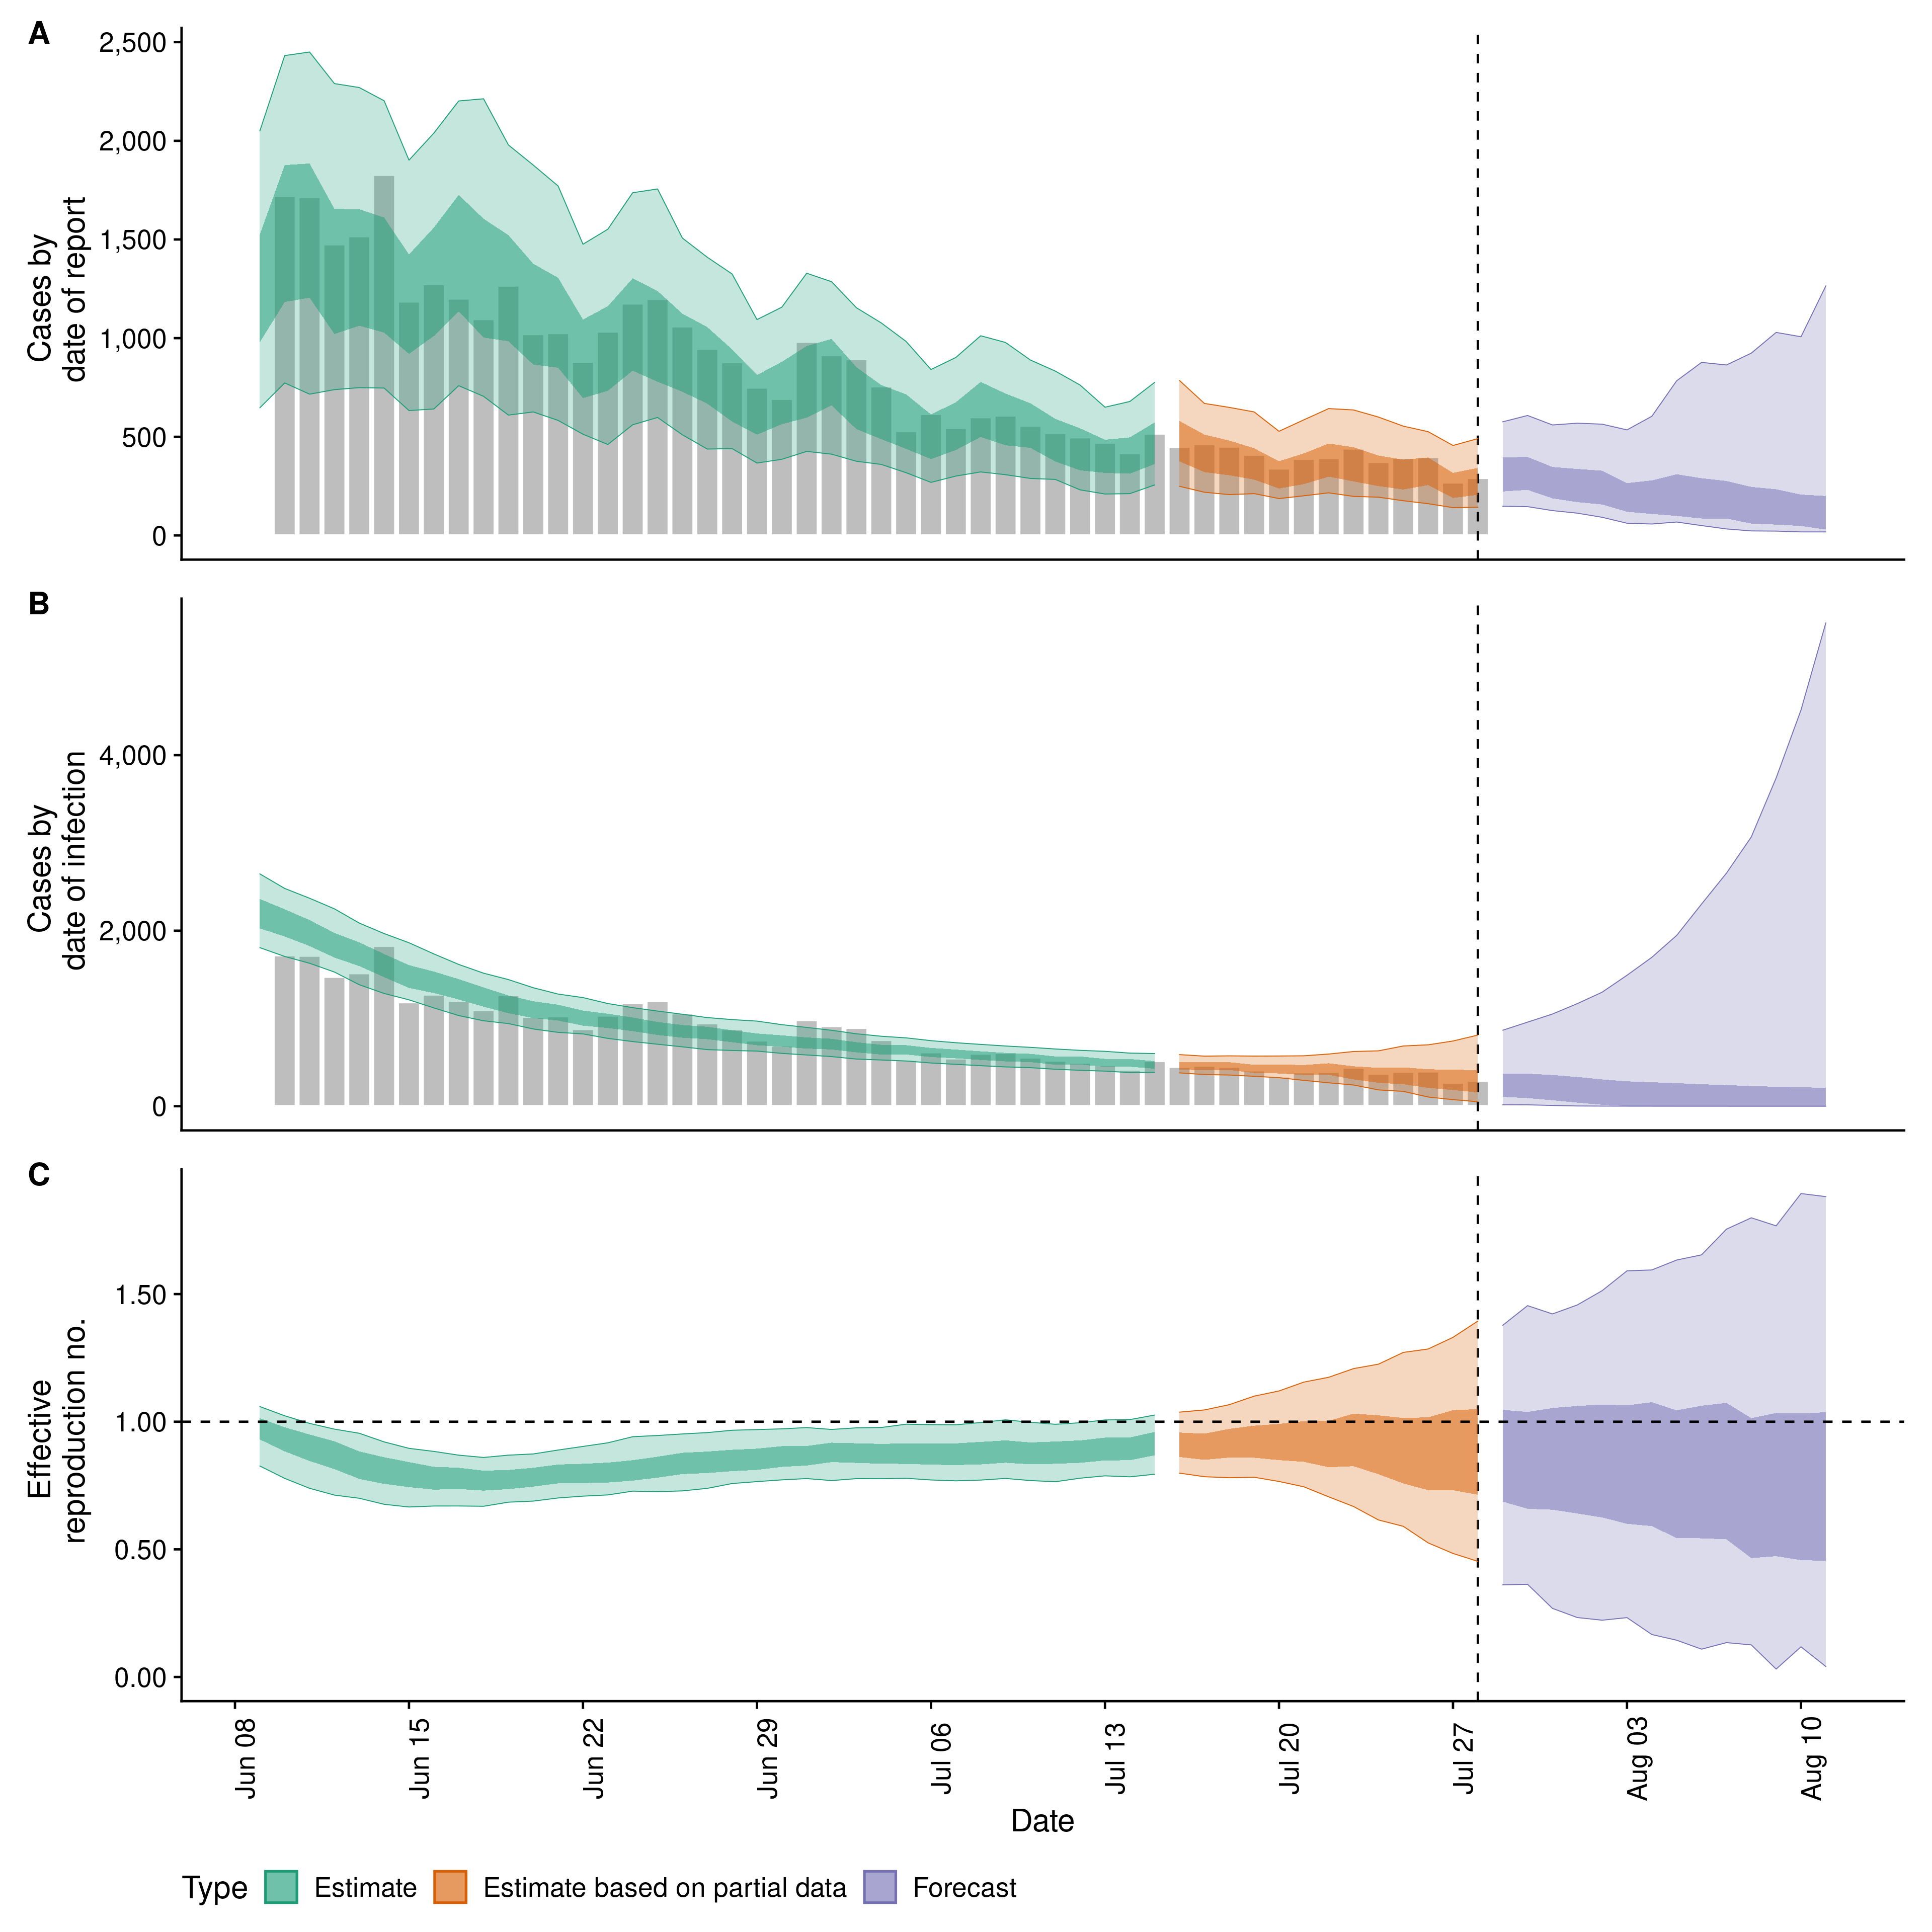 A
2,500
2,000
1,500
1,000
500
0
Cases by
date of report
B
4,000
2,000
0
Cases by
date of infection
C
1.50
1.00
0.50
0.00
Effective
reproduction no.
Jun 08
Jun 15
Jun 22
Jun 29
Jul 06
Jul 13
Jul 20
Jul 27
Aug 03
Aug 10
Date
Type Estimate Estimate based on partial data Forecast